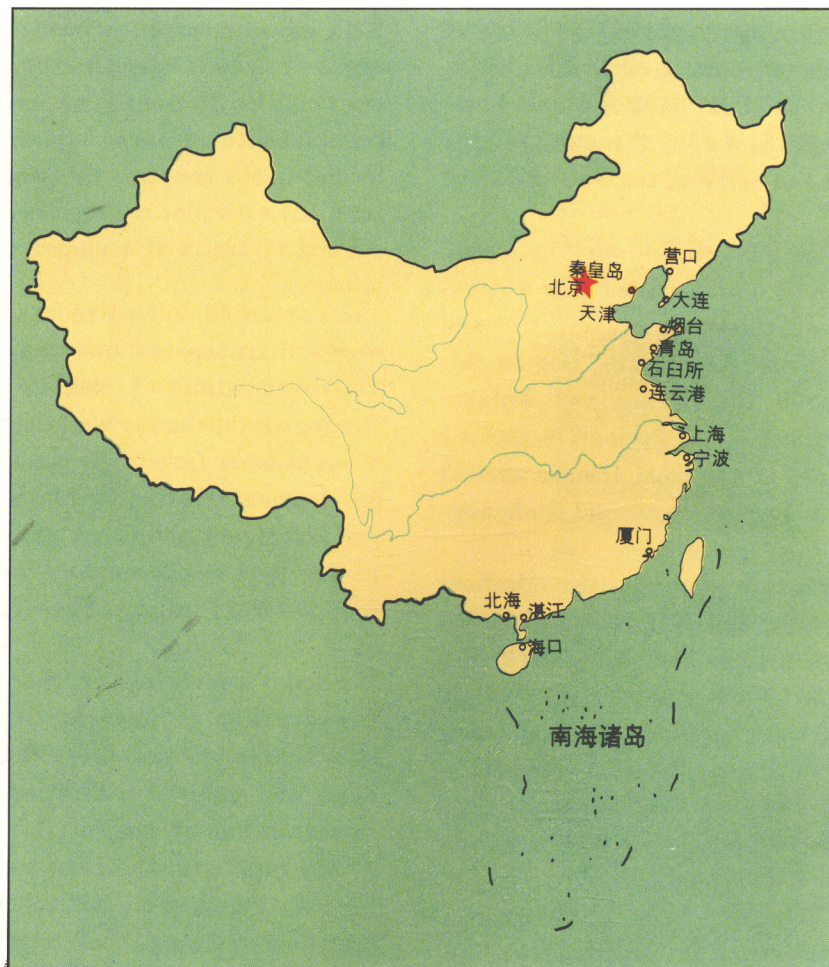 营口
秦皇岛
北京
大连
天津
烟台
青岛
石臼所
连云港
上海
宁波
厦门
北海
湛江
海口
南海诸岛